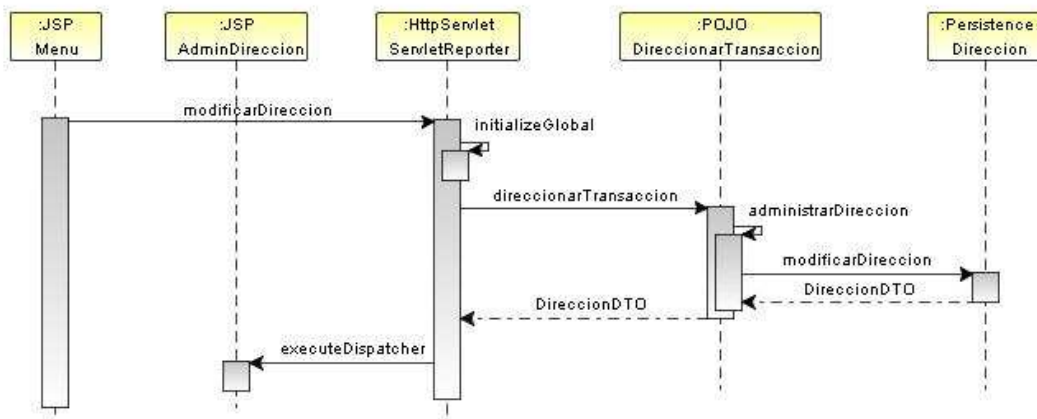 :JSP
Menu
:JSP
AdminDireccion
:HttpServlet
ServletReporter
:POJO
DireccionarTransaccion
:Persistence
Direccion
modificarDireccion
initializeGlobal
direccionarTransaccion
administrarDireccion
modificarDireccion
DireccionDTO
DireccionDTO
executeDispatcher